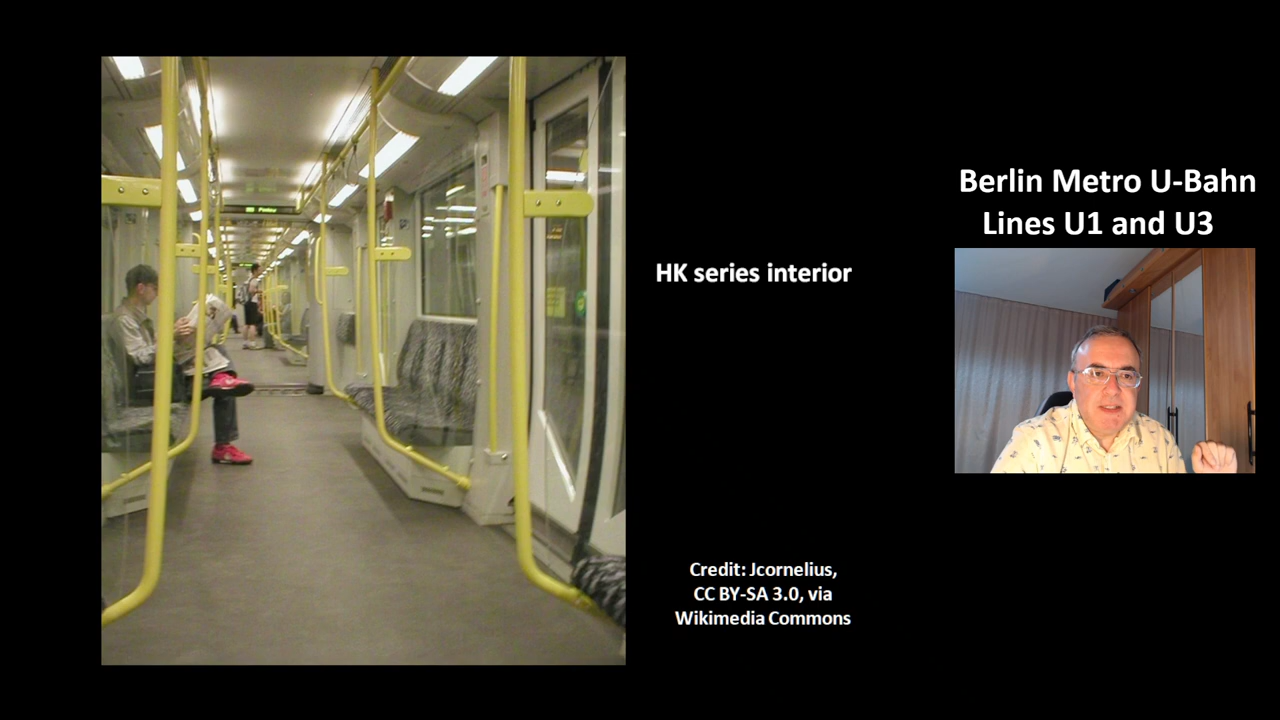 Berlin Metro U-Bahn
Lines U1 and U3
HK series interior
Credit: Jcornelius,
CC BY-SA 3.0, via
Wikimedia Commons